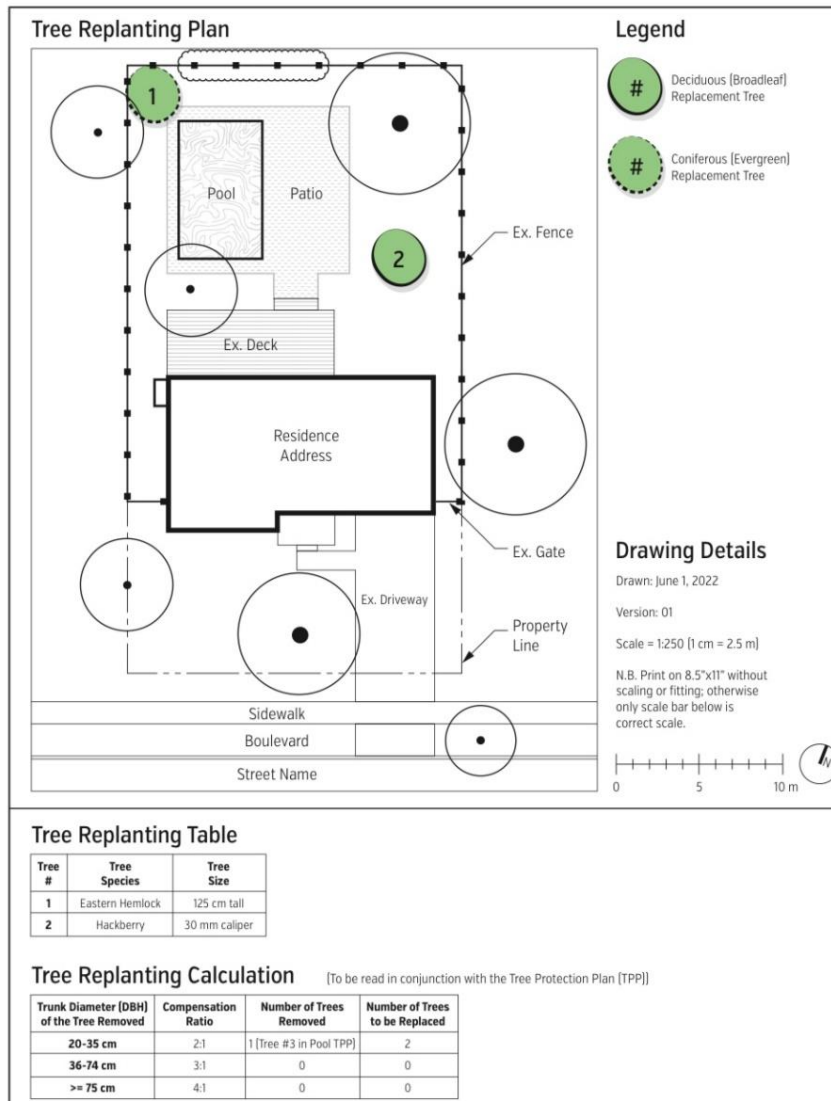 Tree Replanting Plan
1
Pool
Patio
2
Ex. Fence
Ex. Deck
Residence
Address
Ex. Gate
Ex. Driveway
Property
Line
Sidewalk
Boulevard
Street Name
Legend
#
Deciduous (Broadleaf)
Replacement Tree
#
Coniferous (Evergreen)
Replacement Tree
Drawing Details
Drawn: June 1, 2022
Version: 01
Scale = 1:250 (1 cm = 2.5 m)
N.B. Print on 8.5"x11" without
scaling or fitting; otherwise
only scale bar below is
correct scale.
0 5 10 m
N
Tree Replanting Table
Tree # Tree Species Tree Size
1 Eastern Hemlock 125 cm tall
2 Hackberry 30 mm caliper
Tree Replanting Calculation (To be read in conjunction with the Tree Protection Plan (TPP))
Trunk Diameter (DBH) of the Tree Removed Compensation Ratio Number of Trees Removed Number of Trees to be Replaced
20-35 cm 2:1 1 (Tree #3 in Pool TPP) 2
36-74 cm 3:1 0 0
>= 75 cm 4:1 0 0